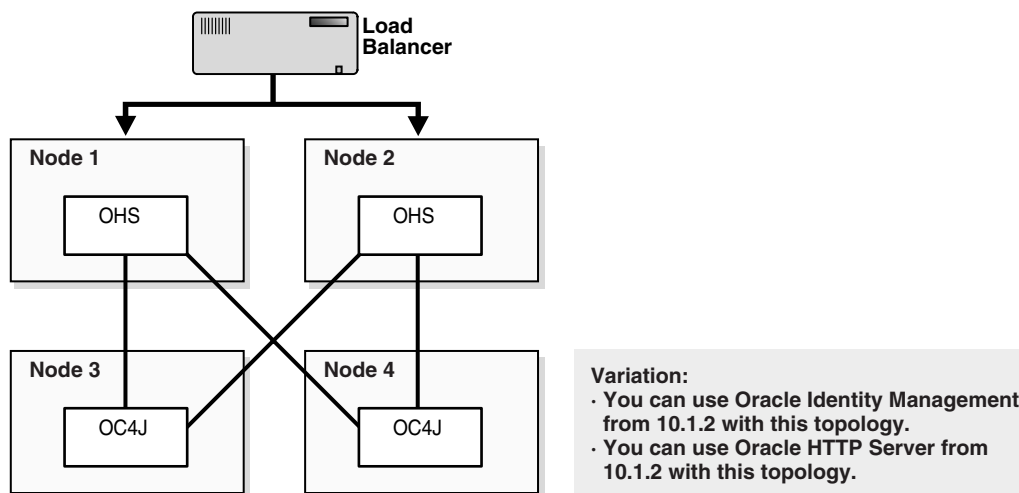 Load
Balancer
Node 1
Node 2
OHS
OHS
Node 3
Node 4
OC4J
OC4J
Variation:
· You can use Oracle Identity Management
from 10.1.2 with this topology.
· You can use Oracle HTTP Server from
10.1.2 with this topology.